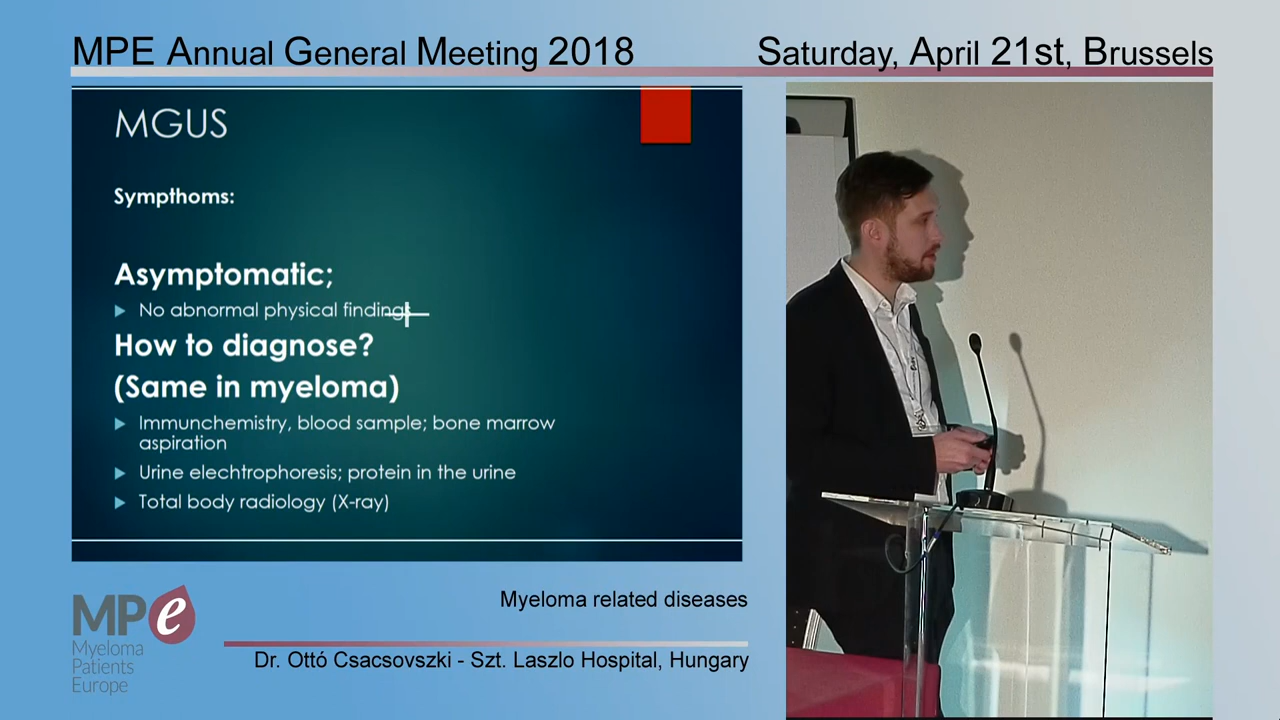 MPE Annual General Meeting 2018
Saturday, April 21st, Brussels
MGUS
Sympthoms:
Asymptomatic;
No abnormal physical findings
How to diagnose?
(Same in myeloma)
Immunchemistry, blood sample; bone marrow
aspiration
Urine elechtrophoresis; protein in the urine
Total body radiology (X-ray)
MPe
Myeloma
Patients
Europe
Myeloma related diseases
Dr. Ottó Csacsovszki - Szt. Laszlo Hospital, Hungary